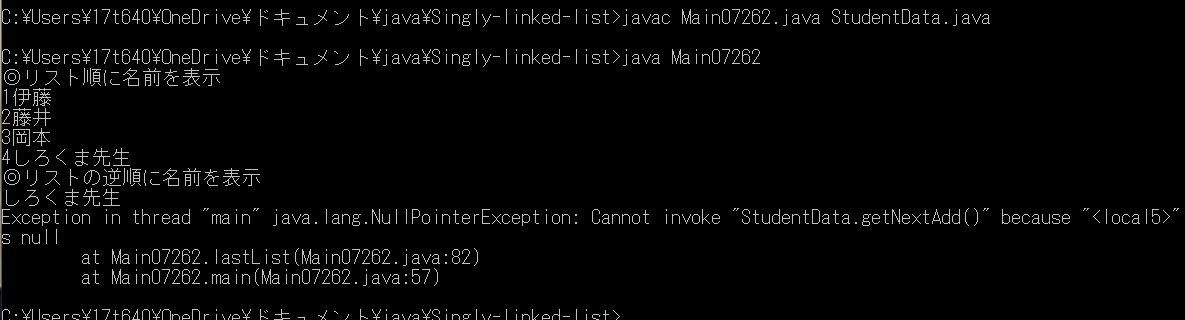 C:¥Users¥17t640¥OneDrive¥ドキュメント¥java¥Singly-linked-list>javac Main07262.java StudentData.java
C:¥Users¥17t640¥OneDrive¥ドキュメント¥java¥Singly-linked-list>java Main07262
◎リスト順に名前を表示
1伊藤
2藤井
3岡本
4しろくま先生
◎リストの逆順に名前を表示
しろくま先生
Exception in thread "main" java.lang.NullPointerException: Cannot invoke "StudentData.getNextAdd()" because "<local5>"
s null
at Main07262.lastList(Main07262.java:82)
at Main07262.main(Main07262.java:57)
C:¥Users¥17t640¥OneDrive¥ドキュメント¥java¥Singly-linked-list>